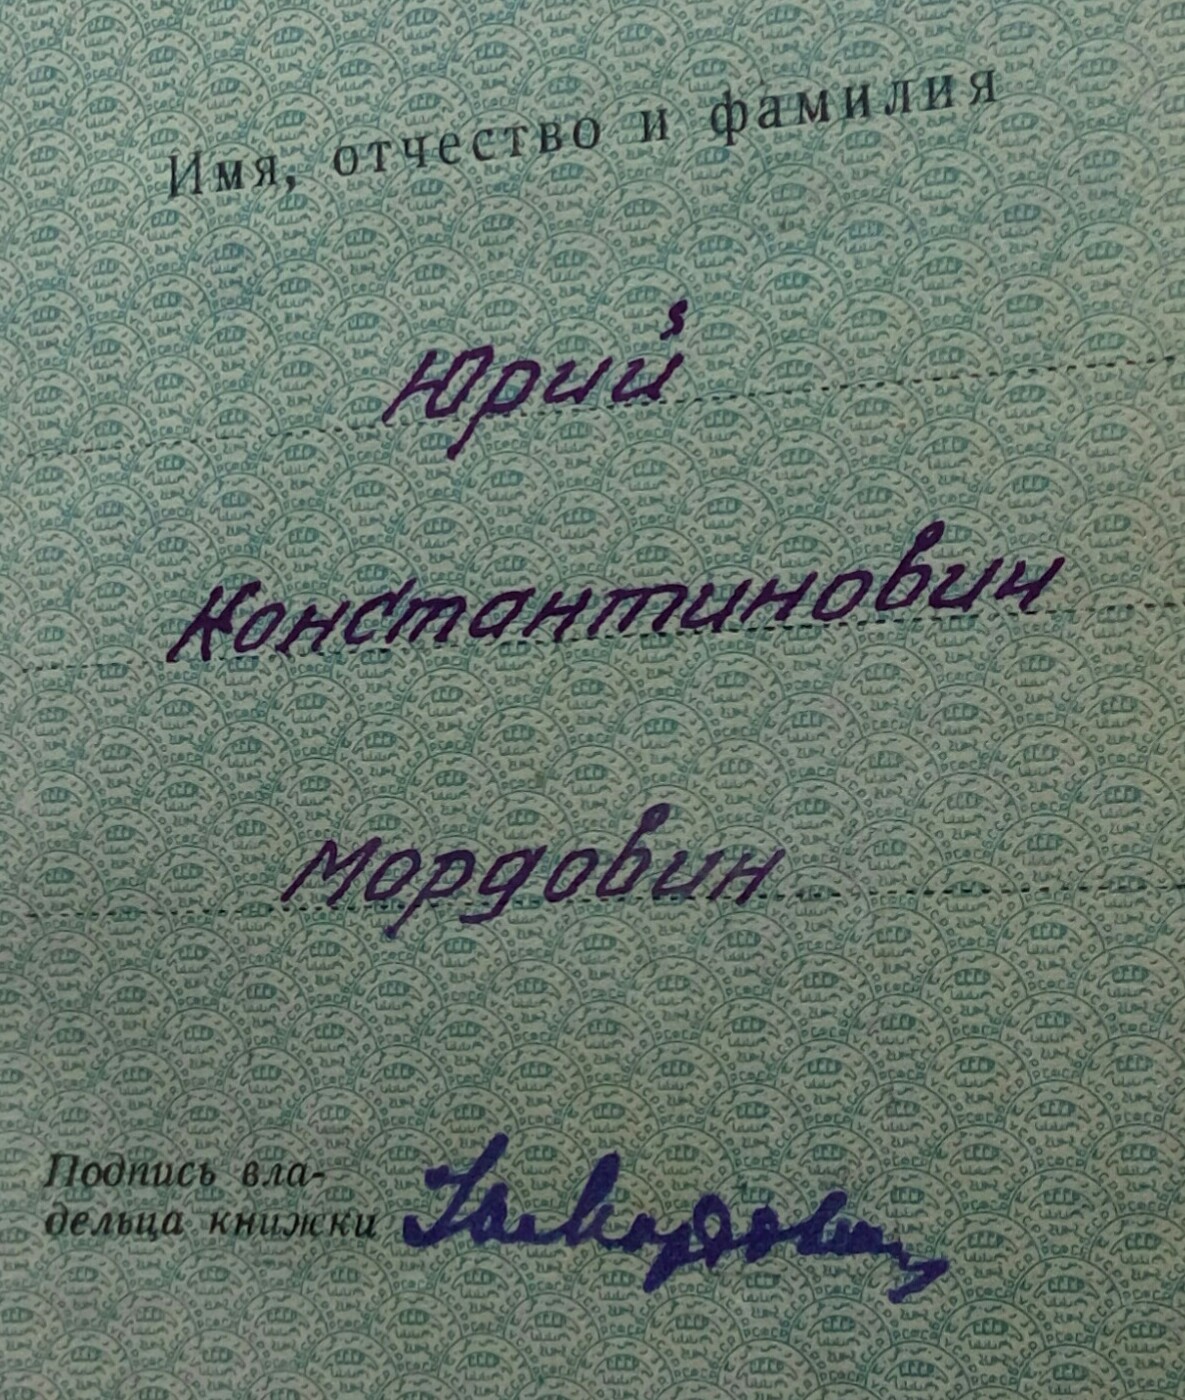 Имя, отчество и фамилия
Юрий
Константинович
Мордовин
Подпись вла-
дельца книжки